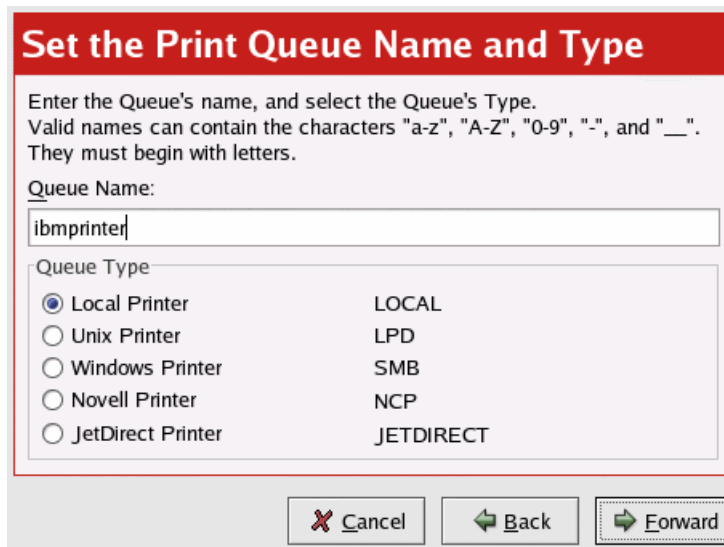 Set the Print Queue Name and Type
Enter the Queue's name, and select the Queue's Type.
Valid names can contain the characters "a-z", "A-Z", "0-9", "-", and "__".
They must begin with letters.
Queue Name:
ibmprinter
Queue Type
Local Printer LOCAL
Unix Printer LPD
Windows Printer SMB
Novell Printer NCP
JetDirect Printer JETDIRECT
Cancel Back Forward